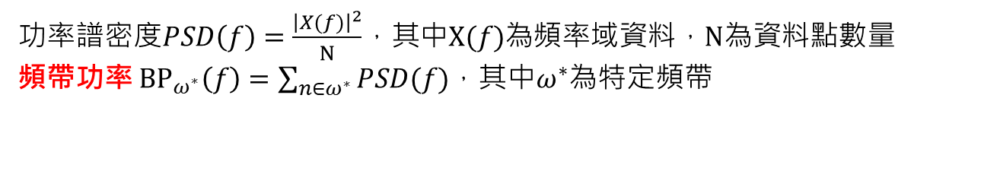 功率譜密度PSD(f) = |X(f)|²/N，其中X(f)為頻率域資料，N為資料點數量
頻帶功率 BP_ω*(f) = ∑_n∈ω* PSD(f)，其中ω*為特定頻帶